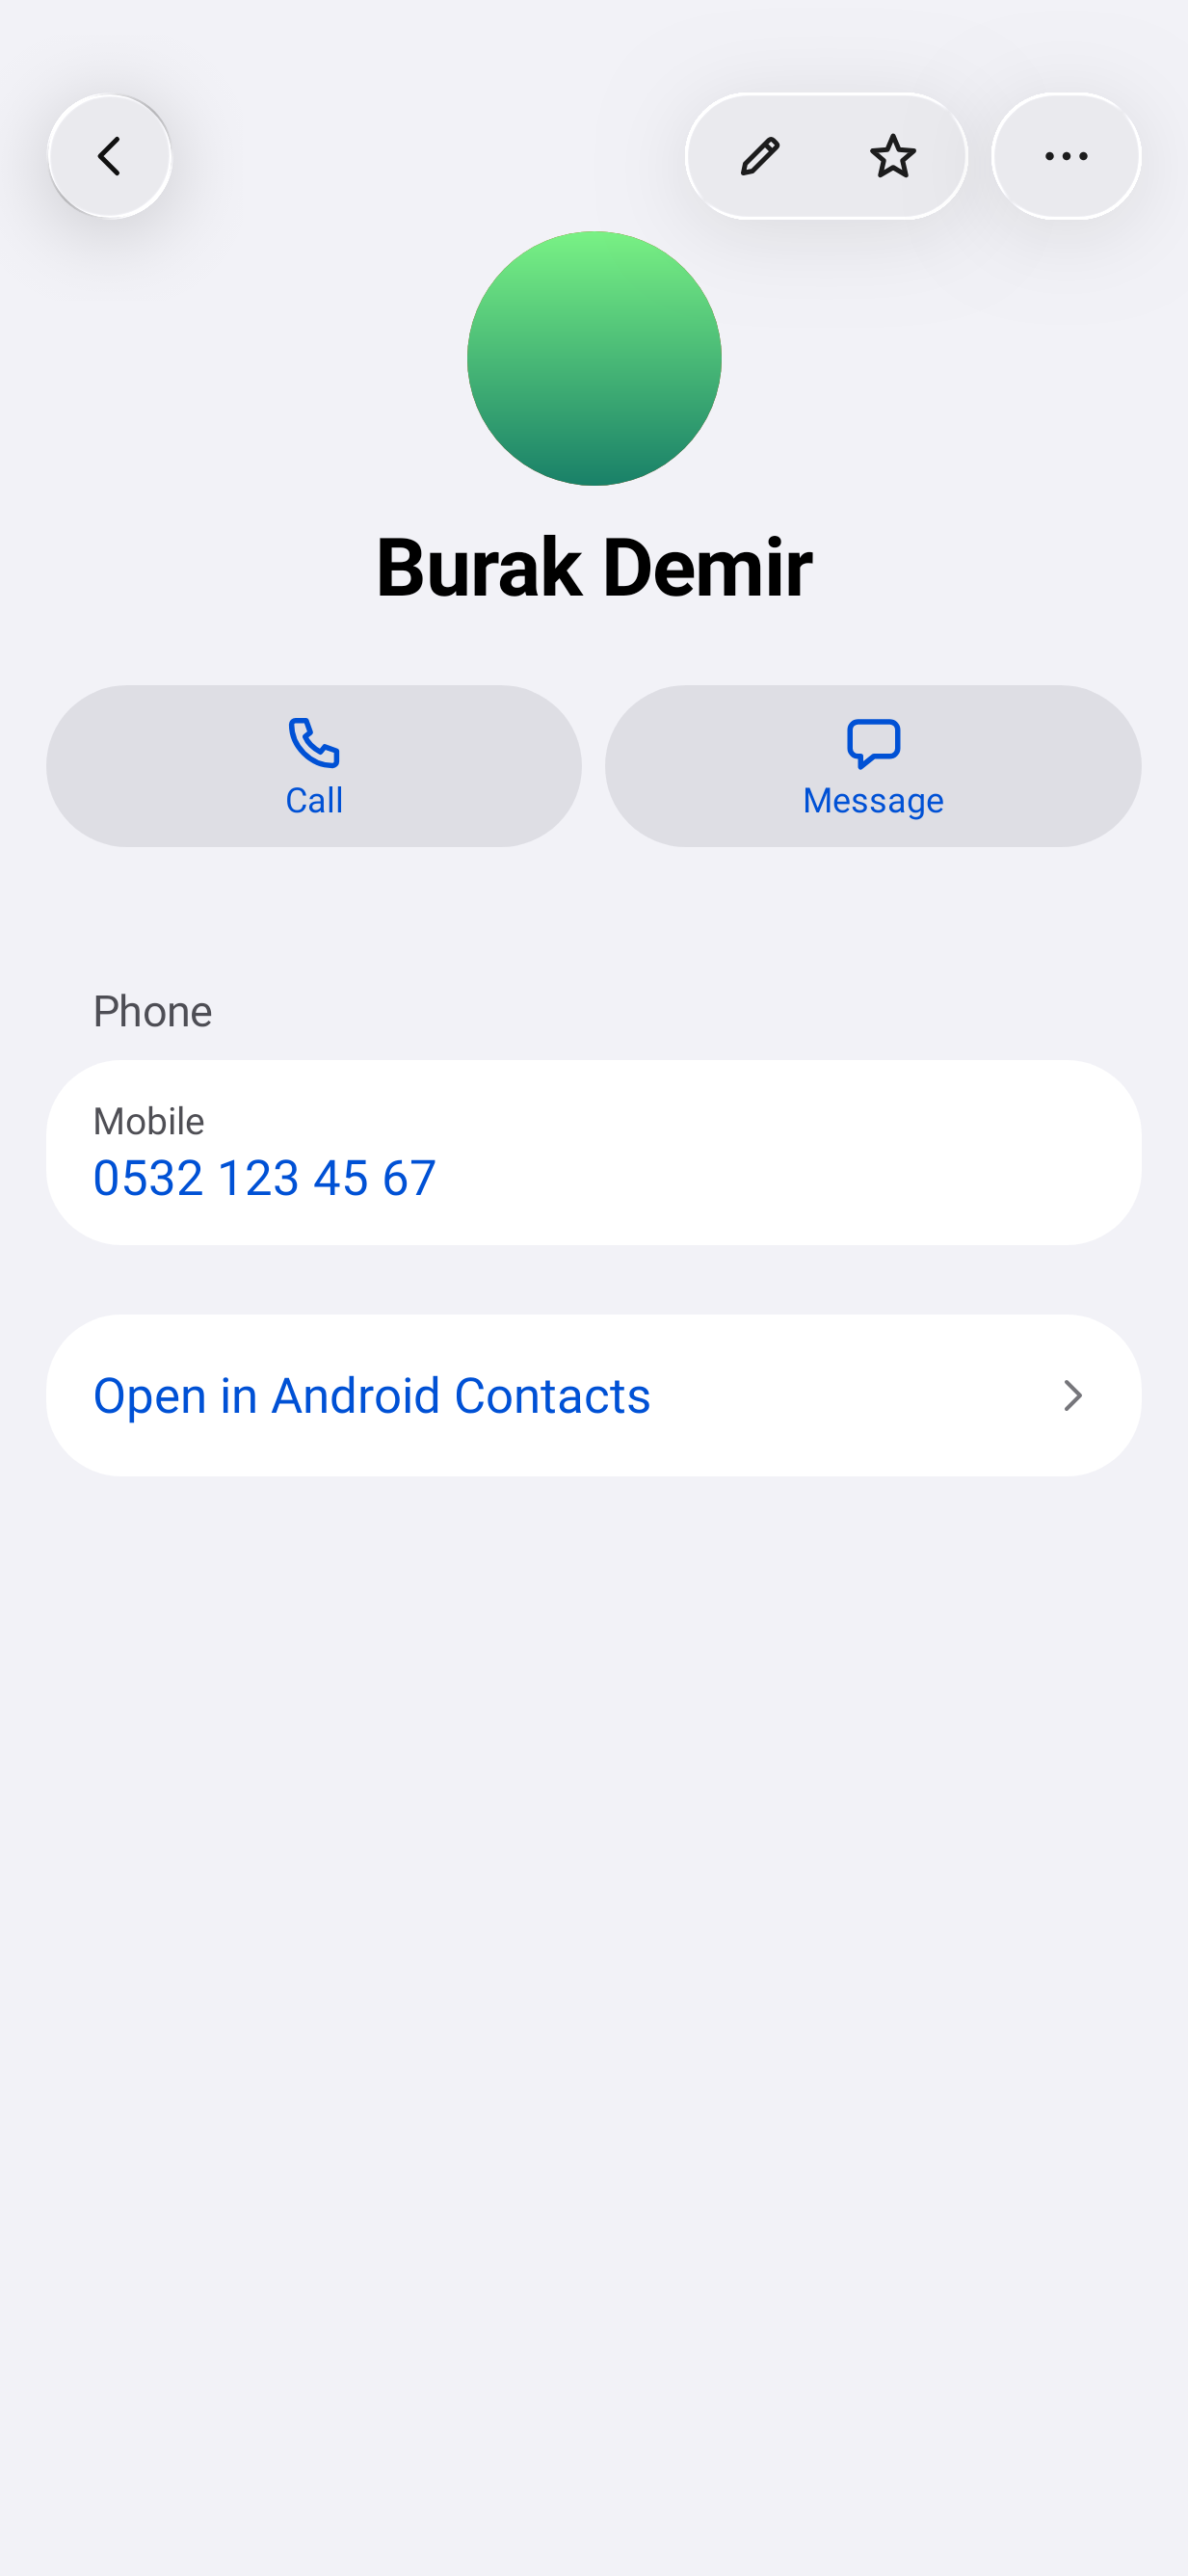 Burak Demir
Call
Message
Phone
Mobile
0532 123 45 67
Open in Android Contacts